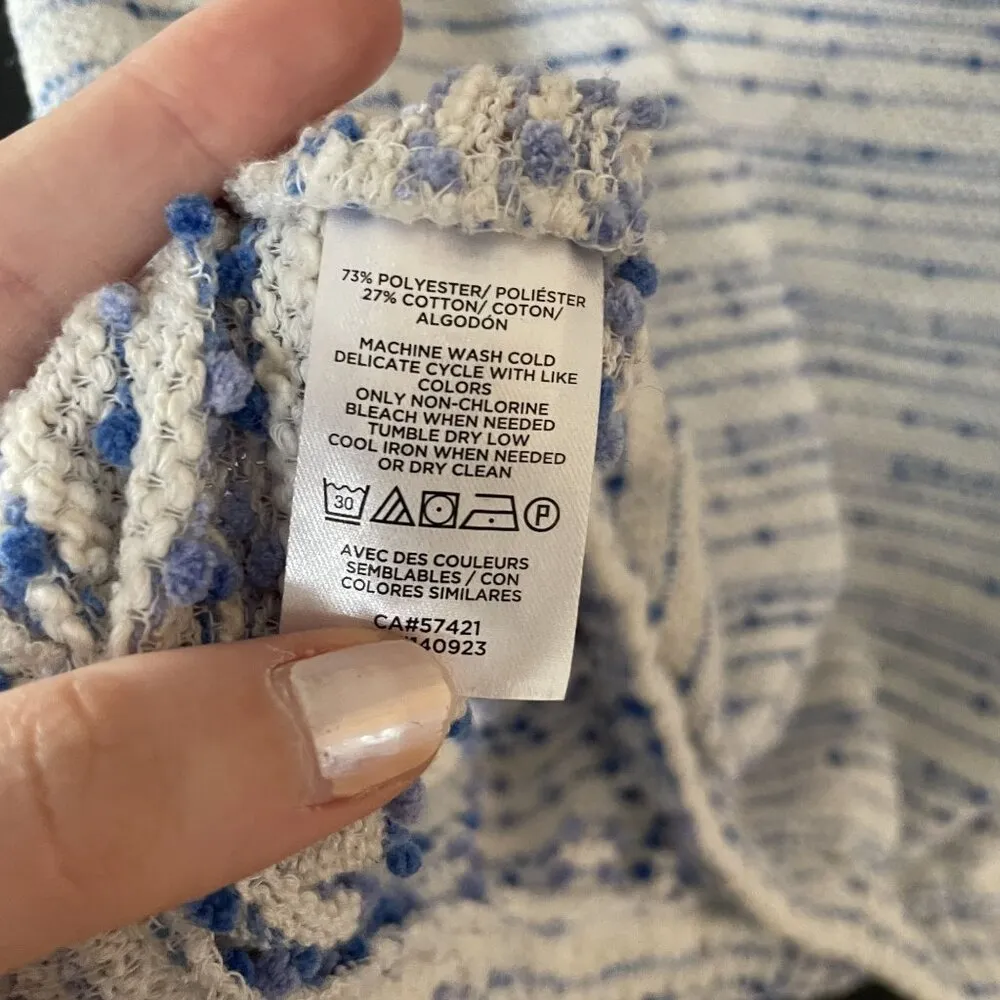 73% POLYESTER/ POLIÉSTER
27% COTTON/ COTON/
ALGODÓN
MACHINE WASH COLD
DELICATE CYCLE WITH LIKE
COLORS
ONLY NON-CHLORINE
BLEACH WHEN NEEDED
TUMBLE DRY LOW
COOL IRON WHEN NEEDED
OR DRY CLEAN
30 P
AVEC DES COULEURS
SEMBLABLES / CON
COLORES SIMILARES
CA#57421